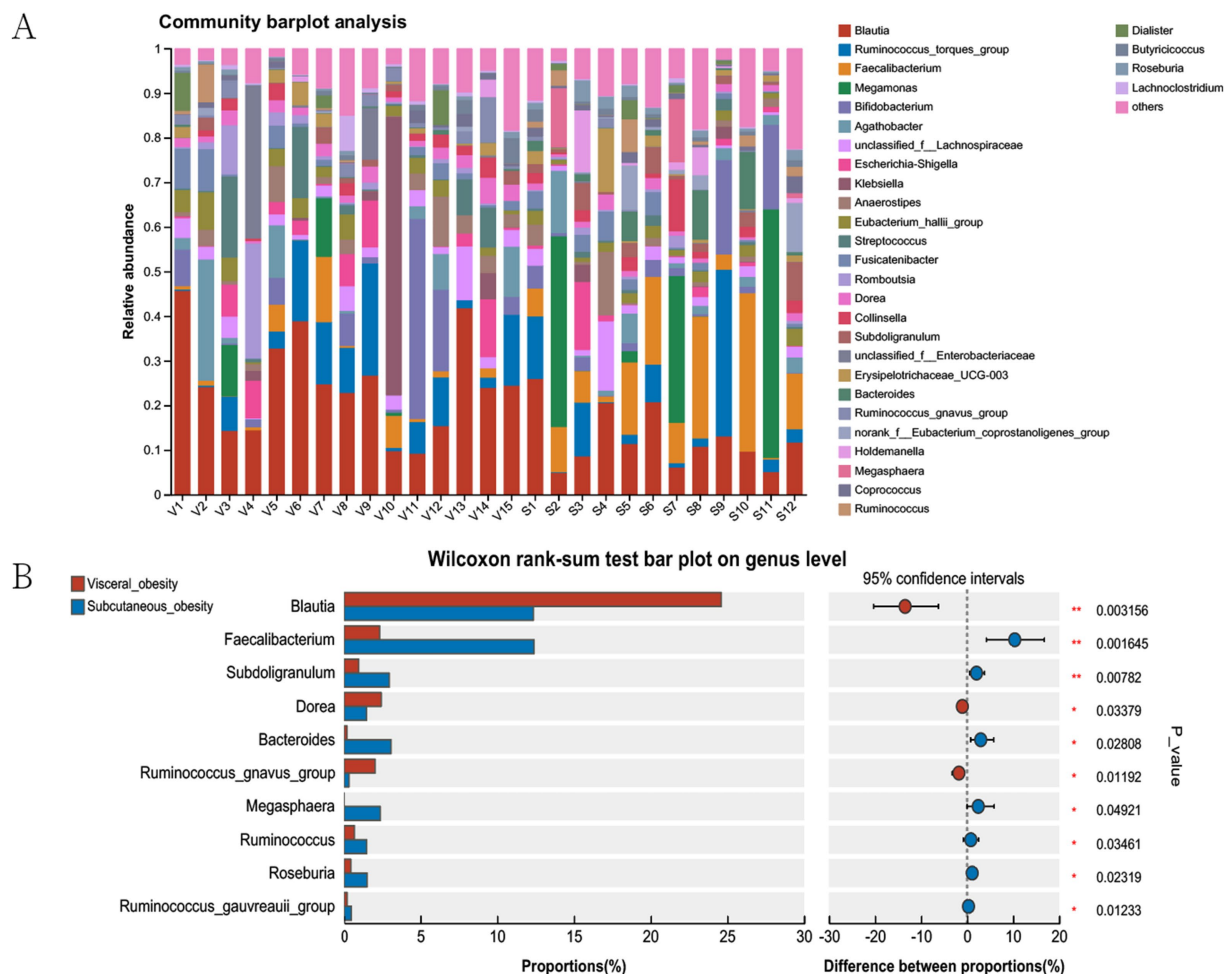 A
Community barplot analysis
Relative abundance
1
0.9
0.8
0.7
0.6
0.5
0.4
0.3
0.2
0.1
0
V1 V2 V3 V4 V5 V6 V7 V8 V9 V10 V11 V12 V13 V14 V15 S1 S2 S3 S4 S5 S6 S7 S8 S9 S10 S11 S12
Blautia
Ruminococcus_torques_group
Faecalibacterium
Megamonas
Bifidobacterium
Agathobacter
unclassified_f__Lachnospiraceae
Escherichia-Shigella
Klebsiella
Anaerostipes
Eubacterium_hallii_group
Streptococcus
Fusicatenibacter
Romboutsia
Dorea
Collinsella
Subdoligranulum
unclassified_f__Enterobacteriaceae
Erysipelotrichaceae_UCG-003
Bacteroides
Ruminococcus_gnavus_group
norank_f__Eubacterium_coprostanoligenes_group
Holdemanella
Megasphaera
Coprococcus
Ruminococcus
Dialister
Butyricicoccus
Roseburia
Lachnoclostridium
others
B
Wilcoxon rank-sum test bar plot on genus level
Visceral_obesity
Subcutaneous_obesity
95% confidence intervals
Blautia ** 0.003156
Faecalibacterium ** 0.001645
Subdoligranulum ** 0.00782
Dorea * 0.03379
Bacteroides * 0.02808
Ruminococcus_gnavus_group * 0.01192
Megasphaera * 0.04921
Ruminococcus * 0.03461
Roseburia * 0.02319
Ruminococcus_gauvreauii_group * 0.01233
P_value
0 5 10 15 20 25 30
-30 -20 -10 0 10 20
Proportions(%)
Difference between proportions(%)